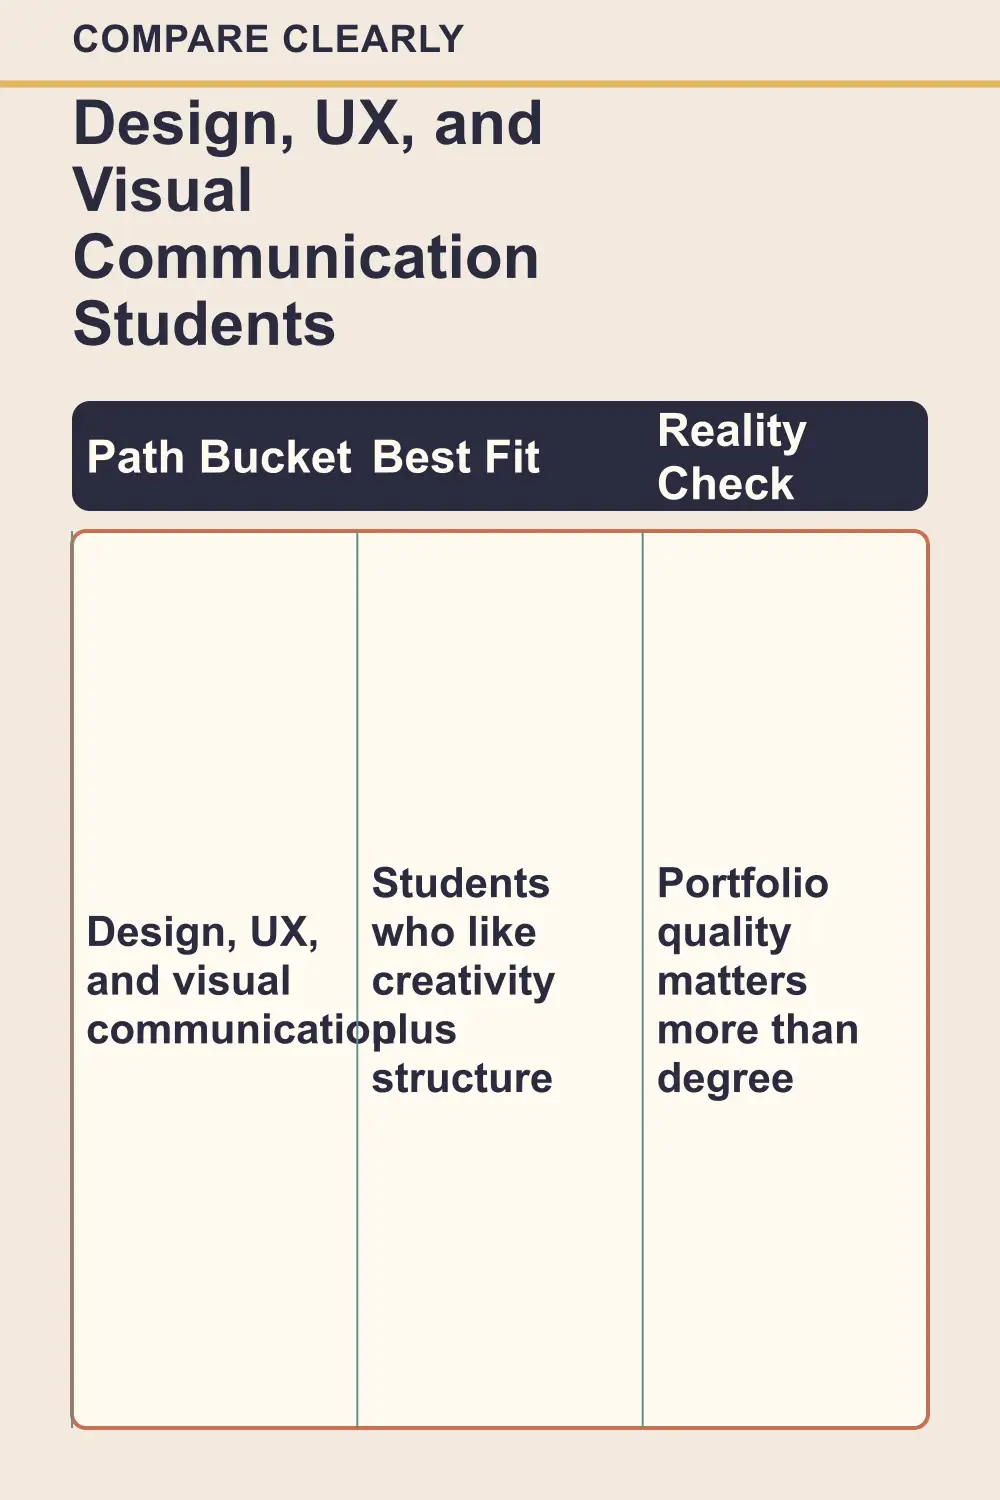 COMPARE CLEARLY
Design, UX, and
Visual
Communication
Students
Path Bucket
Best Fit
Reality
Check
Design, UX,
and visual
communication
Students
who like
creativity
plus
structure
Portfolio
quality
matters
more than
degree